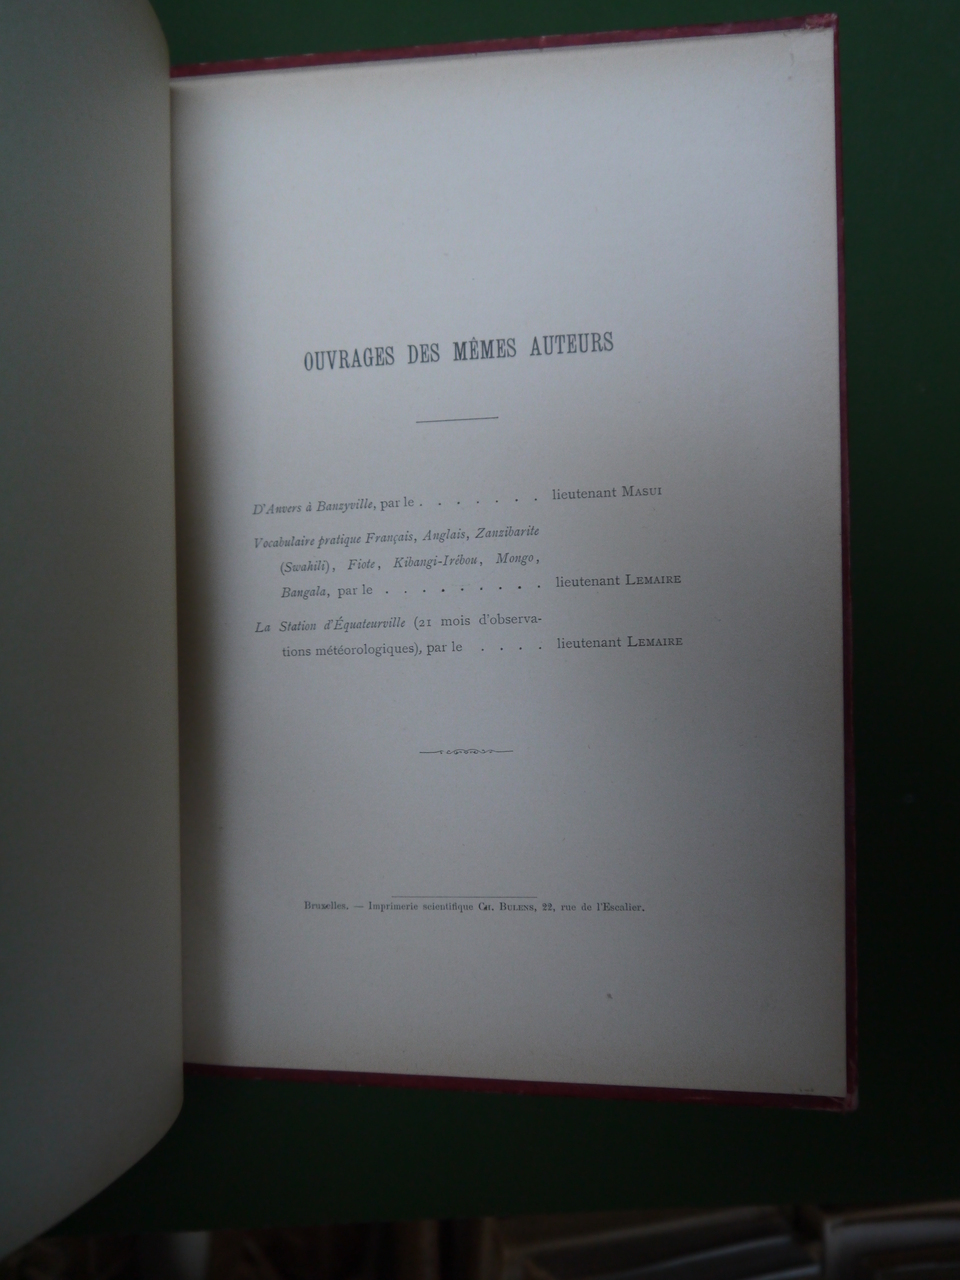 OUVRAGES DES MÊMES AUTEURS
D'Anvers à Banzyville, par le . . . . . . . lieutenant MASUI
Vocabulaire pratique Français, Anglais, Zanzibarite
(Swahili), Fiote, Kibangi-Irébou, Mongo,
Bangala, par le . . . . . . . . . lieutenant LEMAIRE
La Station d'Équateurville (21 mois d'observa-
tions météorologiques), par le . . . . lieutenant LEMAIRE
Bruxelles. — Imprimerie scientifique CH. BULENS, 22, rue de l'Escalier.